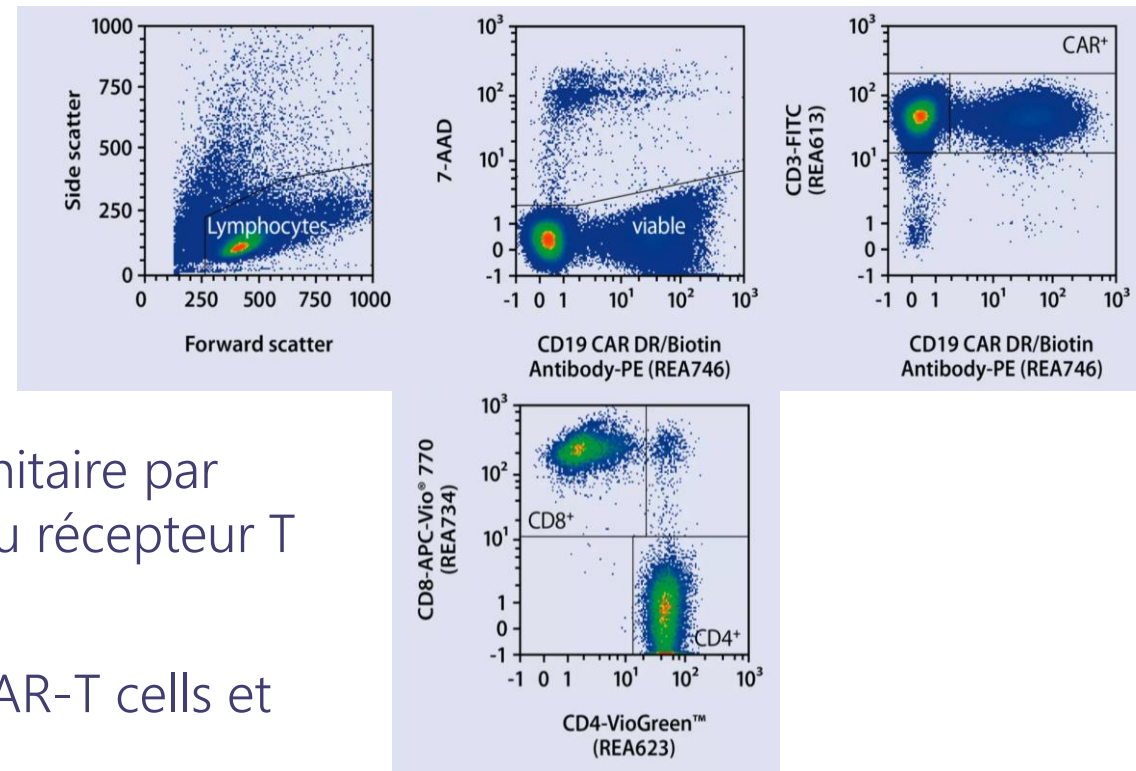 1000
750
500
250
0
Side scatter
Lymphocytes
0 250 500 750 1000
Forward scatter
10³
10²
10¹
1
0
-1
7-AAD
viable
-1 0 1 10¹ 10² 10³
CD19 CAR DR/Biotin
Antibody-PE (REA746)
10³
10²
10¹
1
0
-1
CD3-FITC
(REA613)
CAR⁺
-1 0 1 10¹ 10² 10³
CD19 CAR DR/Biotin
Antibody-PE (REA746)
nitaire par
u récepteur T
AR-T cells et
10³
10²
10¹
1
0
-1
CD8-APC-Vio® 770
(REA734)
CD8⁺
CD4⁺
-1 0 1 10¹ 10² 10³
CD4-VioGreen™
(REA623)